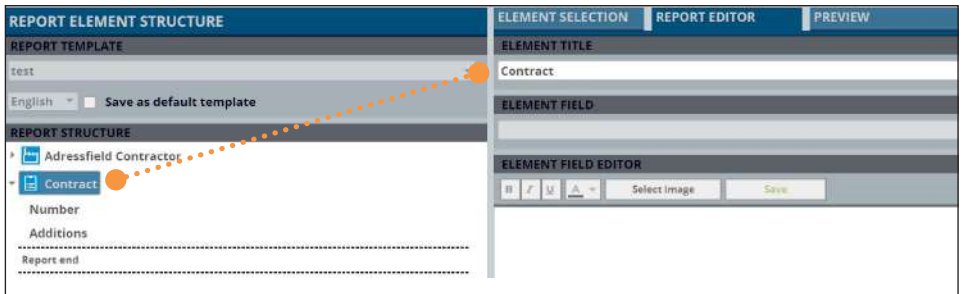 REPORT ELEMENT STRUCTURE
REPORT TEMPLATE
test
English
Save as default template
REPORT STRUCTURE
Adressfield Contractor
Contract
Number
Additions
Report end
ELEMENT SELECTION
REPORT EDITOR
PREVIEW
ELEMENT TITLE
Contract
ELEMENT FIELD
ELEMENT FIELD EDITOR
B I U A Select Image Save